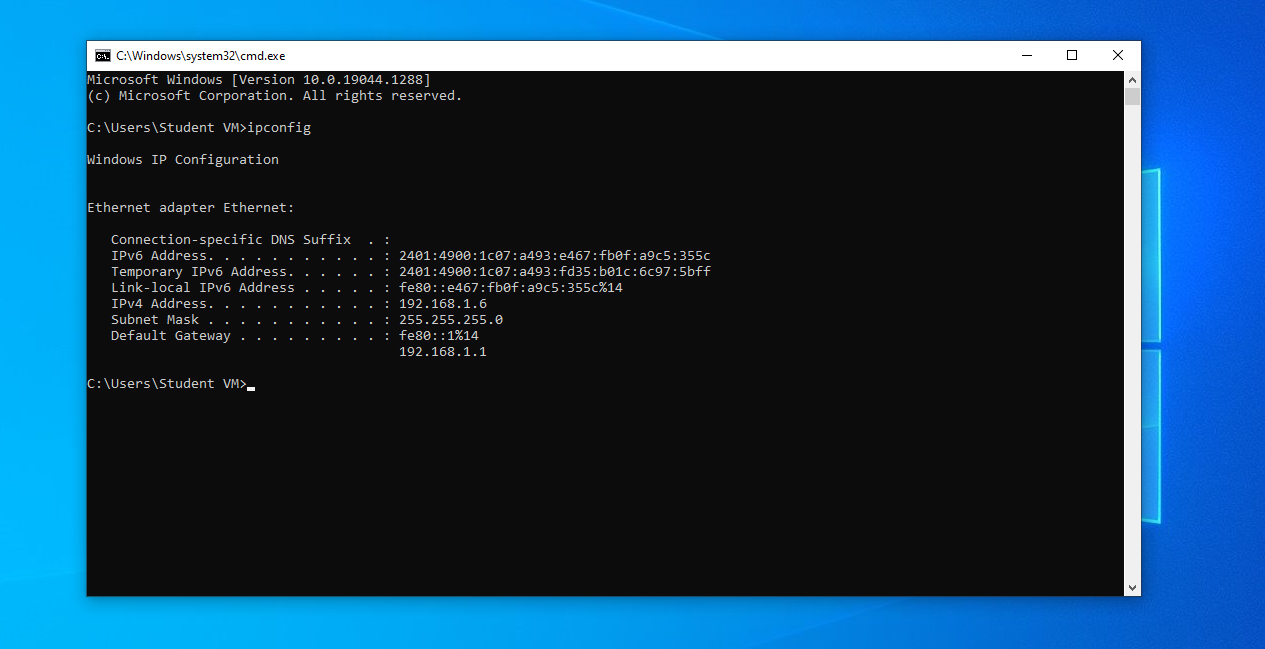 C:\Windows\system32\cmd.exe
Microsoft Windows [Version 10.0.19044.1288]
(c) Microsoft Corporation. All rights reserved.
C:\Users\Student VM>ipconfig
Windows IP Configuration
Ethernet adapter Ethernet:
   Connection-specific DNS Suffix  . :
   IPv6 Address. . . . . . . . . . . : 2401:4900:1c07:a493:e467:fb0f:a9c5:355c
   Temporary IPv6 Address. . . . . . : 2401:4900:1c07:a493:fd35:b01c:6c97:5bff
   Link-local IPv6 Address . . . . . : fe80::e467:fb0f:a9c5:355c%14
   IPv4 Address. . . . . . . . . . . : 192.168.1.6
   Subnet Mask . . . . . . . . . . . : 255.255.255.0
   Default Gateway . . . . . . . . . : fe80::1%14
                                       192.168.1.1
C:\Users\Student VM>